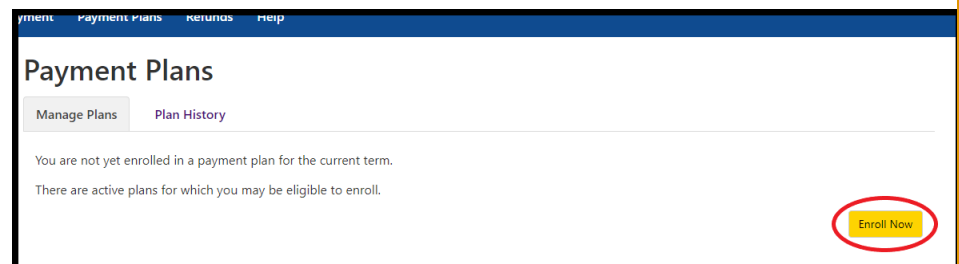 yment Payment Plans Refunds Help
Payment Plans
Manage Plans Plan History
You are not yet enrolled in a payment plan for the current term.
There are active plans for which you may be eligible to enroll.
Enroll Now